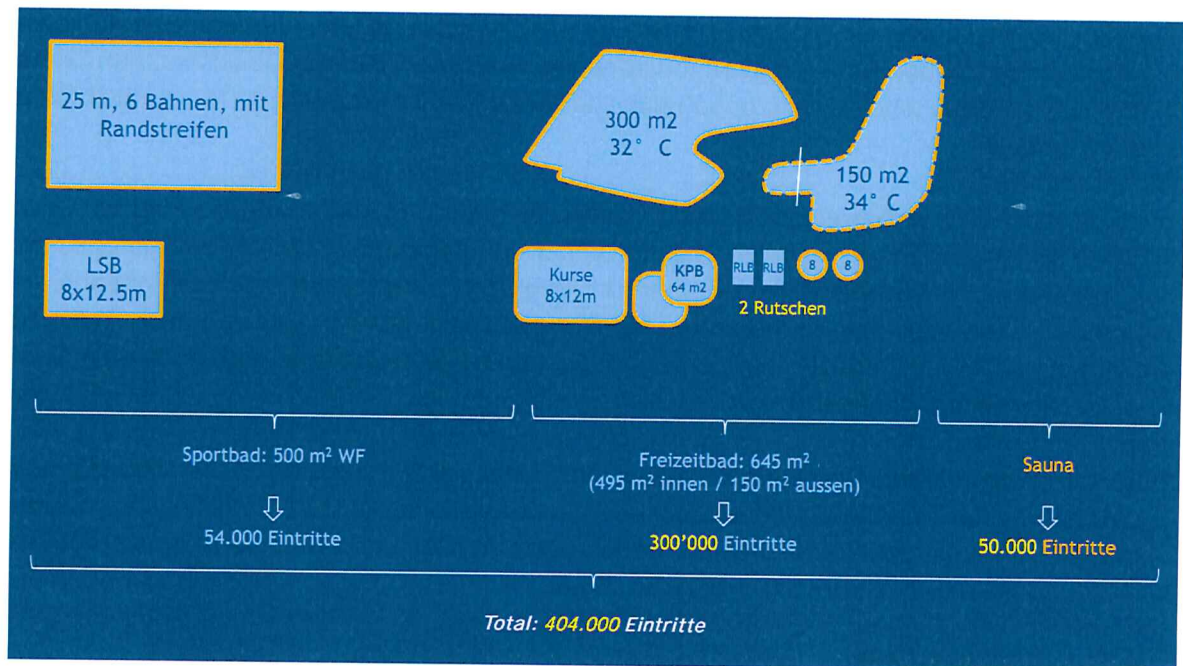 25 m, 6 Bahnen, mit
Randstreifen
300 m2
32° C
150 m2
34° C
LSB
8x12.5m
Kurse
8x12m
KPB
64 m2
RLB
RLB
8
8
2 Rutschen
Sportbad: 500 m² WF
54.000 Eintritte
Freizeitbad: 645 m²
(495 m² innen / 150 m² aussen)
300'000 Eintritte
Sauna
50.000 Eintritte
Total: 404.000 Eintritte